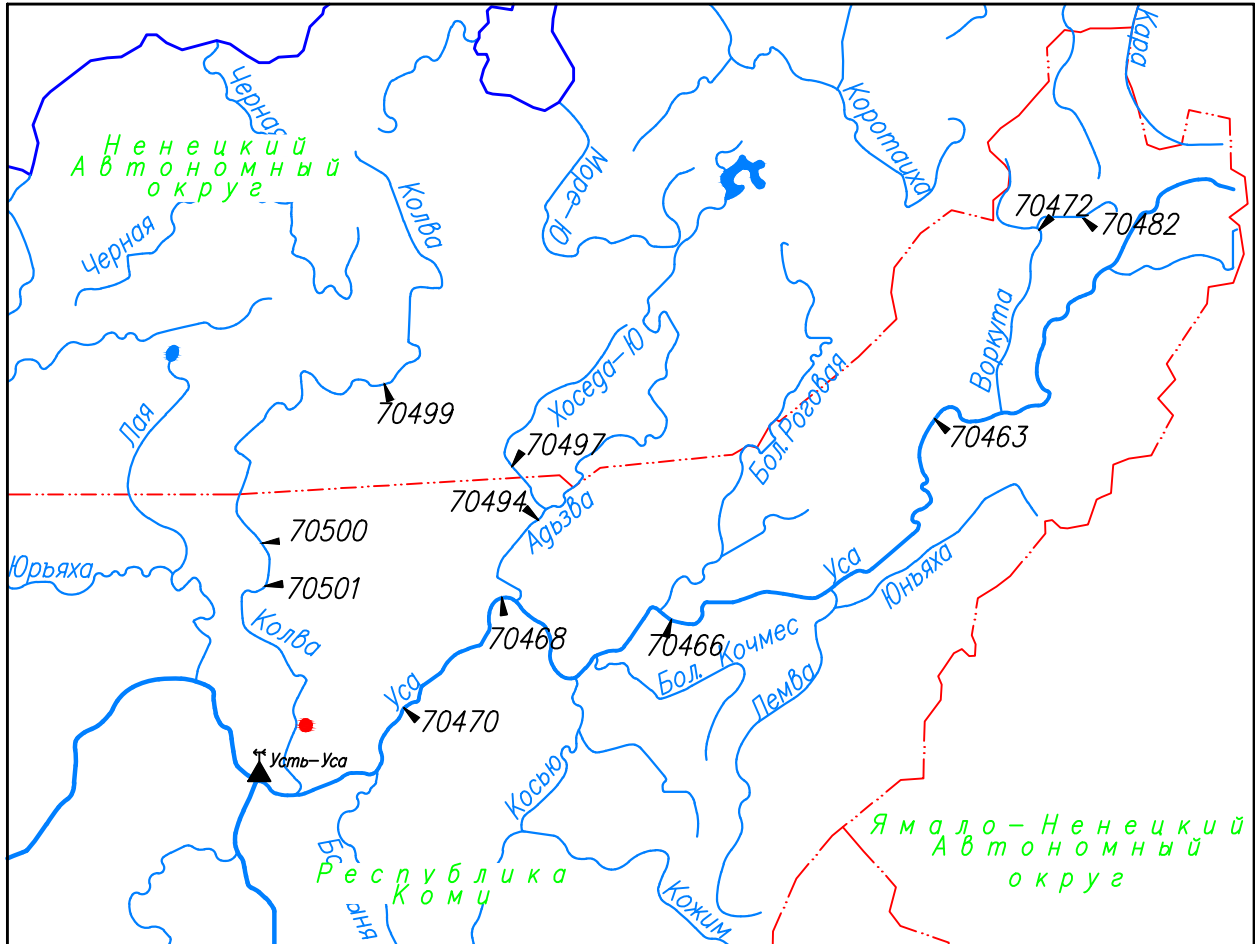 Кара
Черная
Коротаиха
Ненецкий
Автономный
округ
Море-Ю
Колва
70472
70482
Черная
Воркута
Хоседа-Ю
Бол. Роговая
Лая
70499
70463
70497
70494
Адьзва
70500
Уса
Юньяха
Юрьяха
70501
Колва
70468
70466
Кочмес
Бол.
Лемва
Уса
70470
Усть-Уса
Косью
Ямало-Ненецкий
Автономный
округ
Республика
Коми
Кожим